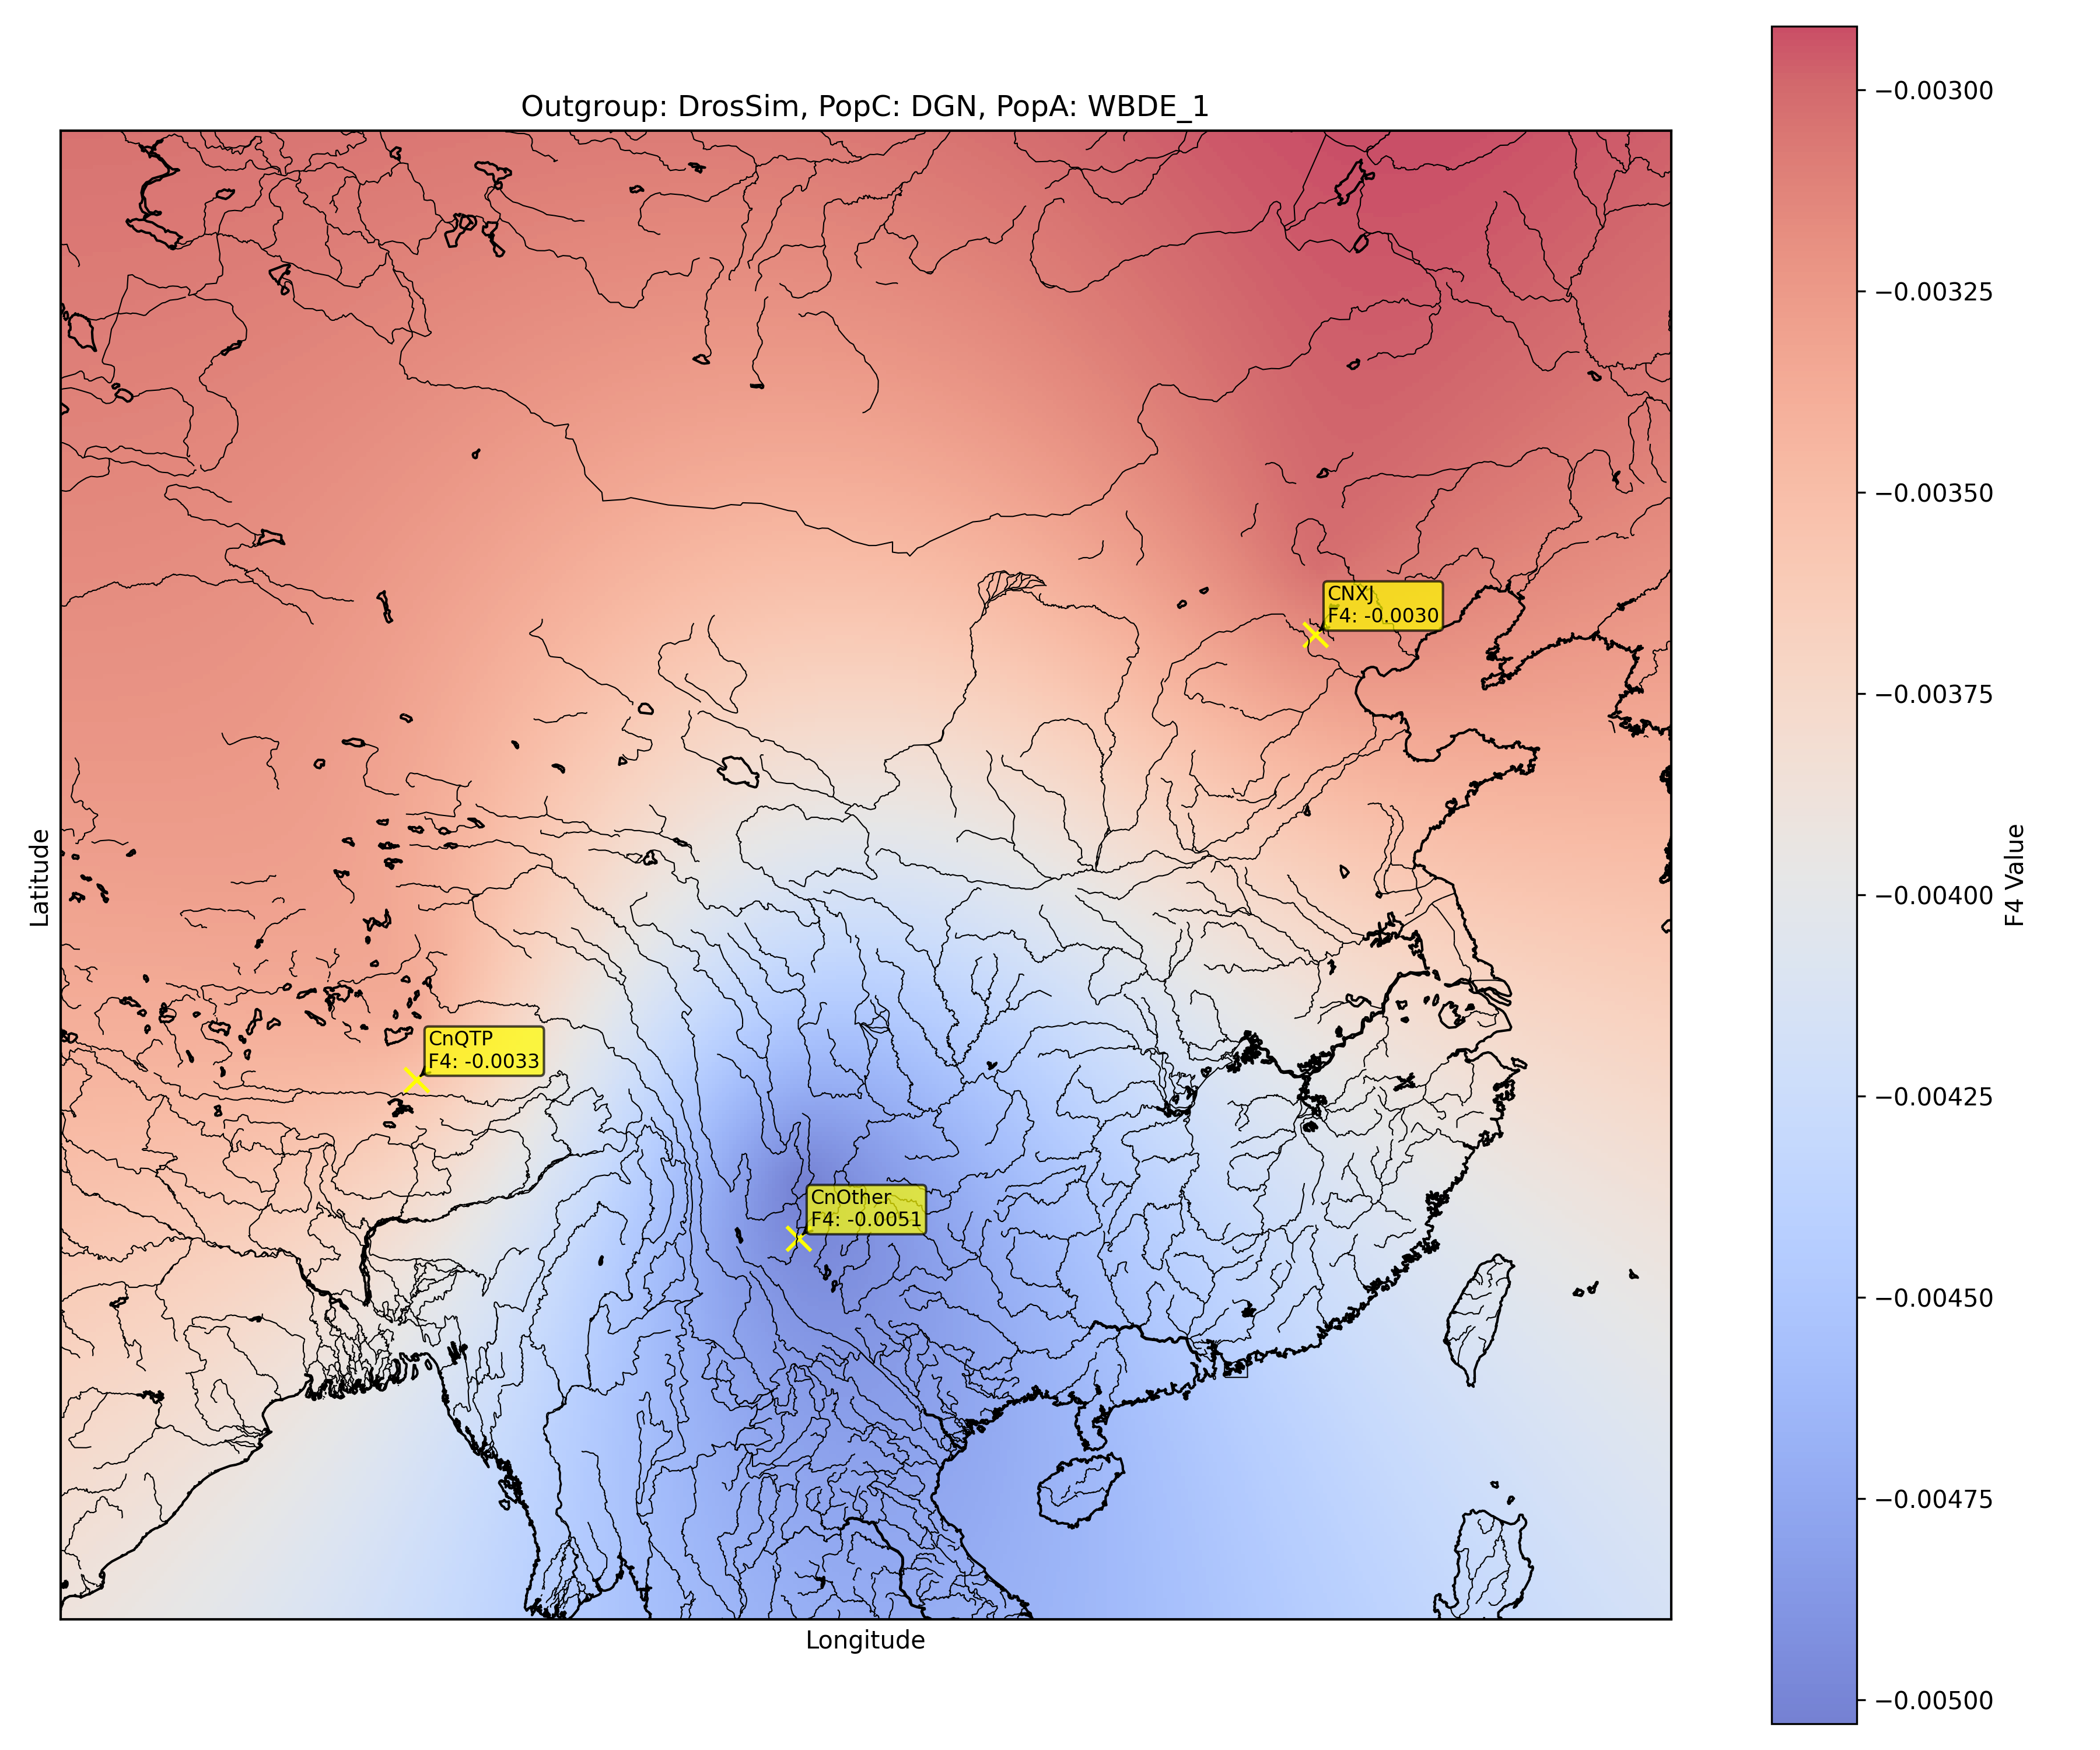 Outgroup: DrosSim, PopC: DGN, PopA: WBDE_1
CNXJ
F4: -0.0030
CnQTP
F4: -0.0033
CnOther
F4: -0.0051
Latitude
Longitude
−0.00300
−0.00325
−0.00350
−0.00375
−0.00400
−0.00425
−0.00450
−0.00475
−0.00500
F4 Value